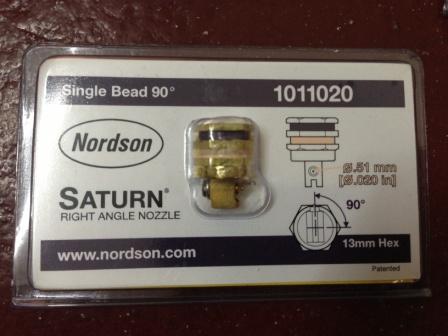 Single Bead 90° 1011020
Nordson
SATURN®
RIGHT ANGLE NOZZLE
Ø.51 mm
[Ø.020 in]
90°
13mm Hex
www.nordson.com
Patented